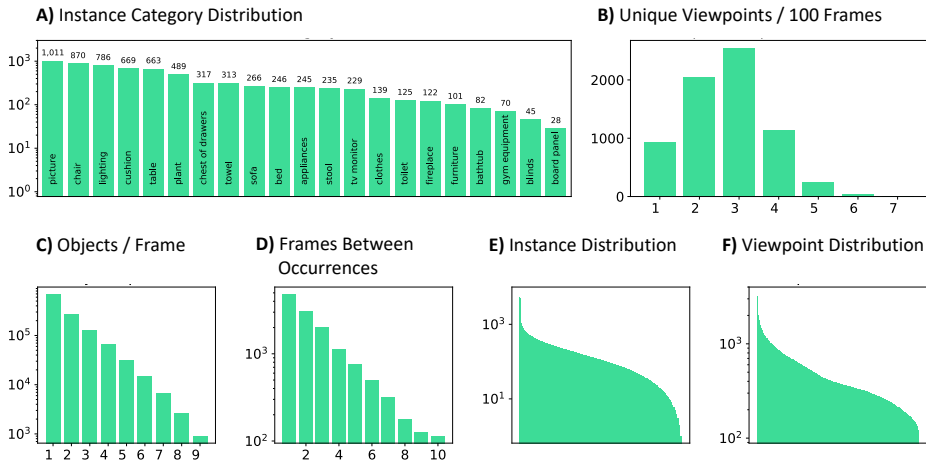 A) Instance Category Distribution
10³
10²
10¹
10⁰
1,011
870
786
669
663
489
317
313
266
246
245
235
229
139
125
122
101
82
70
45
28
picture
chair
lighting
cushion
table
plant
chest of drawers
towel
sofa
bed
appliances
stool
tv monitor
clothes
toilet
fireplace
furniture
bathtub
gym equipment
blinds
board panel
B) Unique Viewpoints / 100 Frames
2000
1000
0
1 2 3 4 5 6 7
C) Objects / Frame
10⁵
10⁴
10³
1 2 3 4 5 6 7 8 9
D) Frames Between
Occurrences
10³
10²
2 4 6 8 10
E) Instance Distribution
10³
10¹
F) Viewpoint Distribution
10³
10²